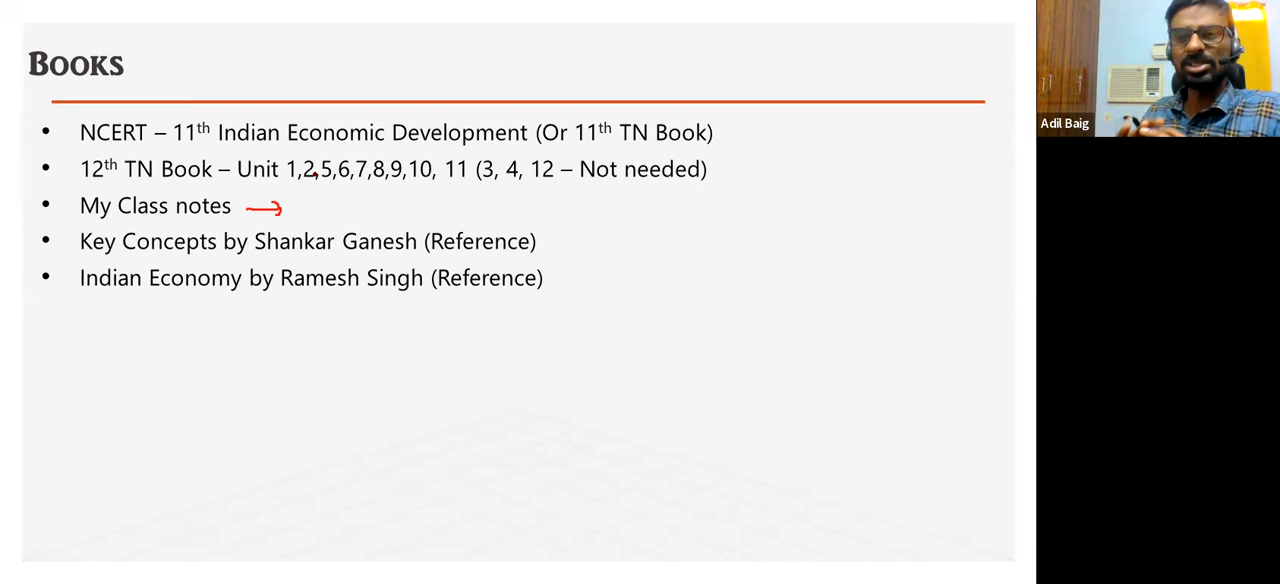 BOOKS
• NCERT – 11th Indian Economic Development (Or 11th TN Book)
• 12th TN Book – Unit 1,2,5,6,7,8,9,10, 11 (3, 4, 12 – Not needed)
• My Class notes
• Key Concepts by Shankar Ganesh (Reference)
• Indian Economy by Ramesh Singh (Reference)
Adil Baig